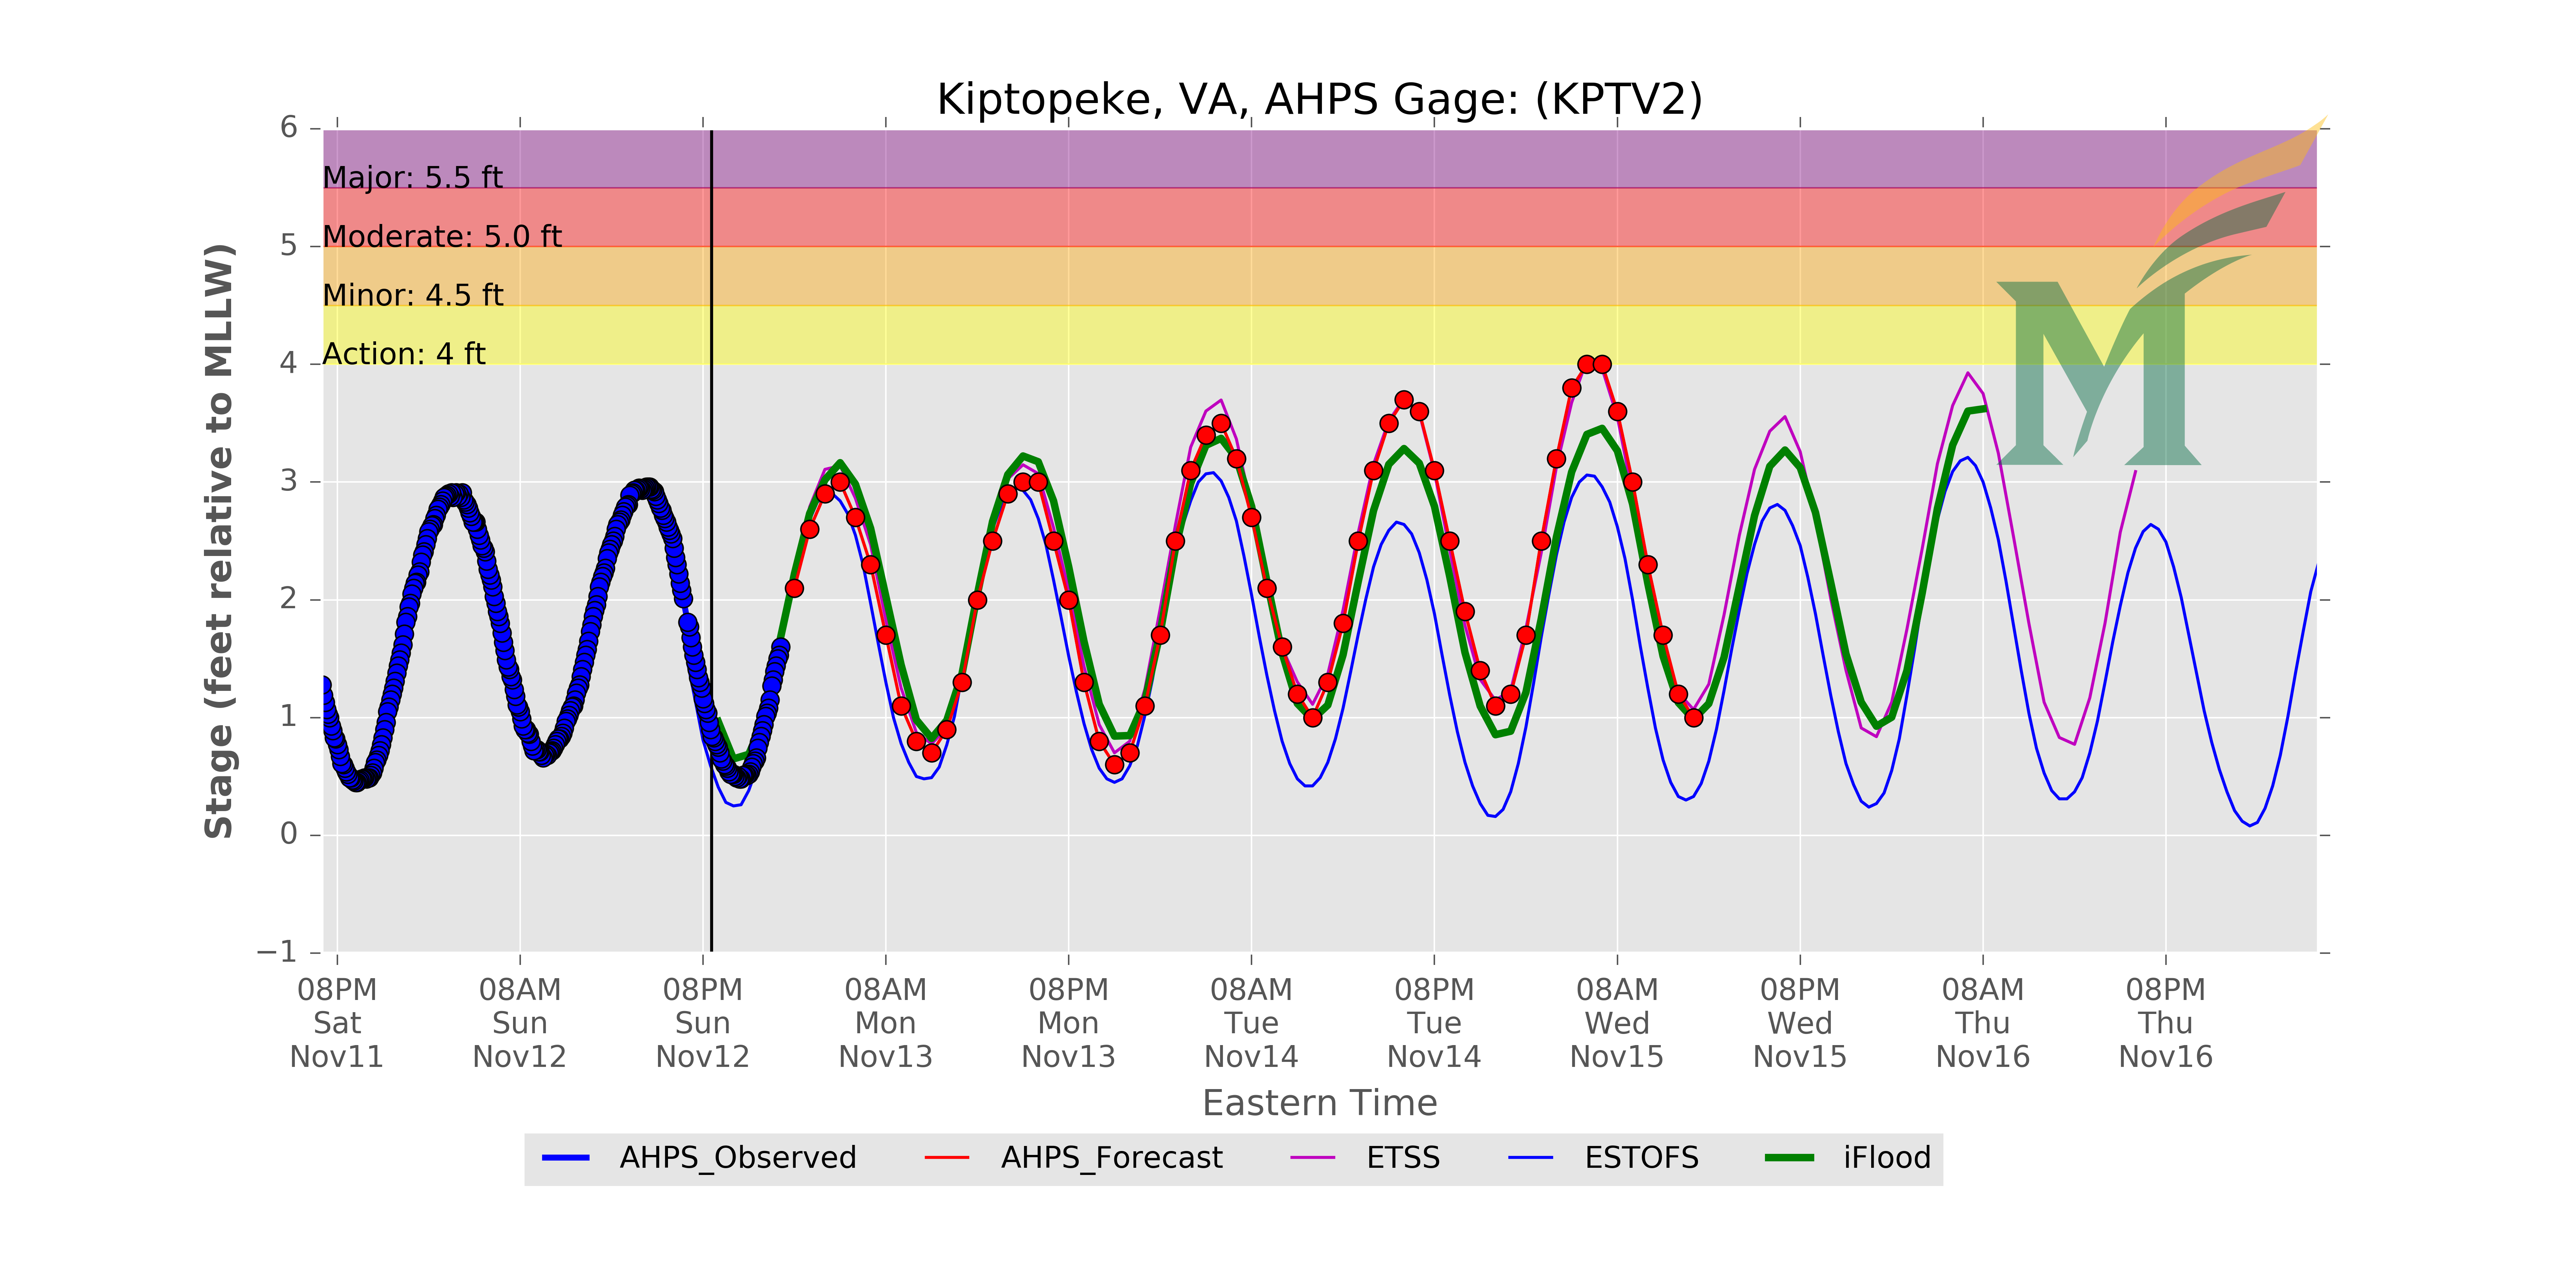 Kiptopeke, VA, AHPS Gage: (KPTV2)
6
5
4
3
2
1
0
−1
Stage (feet relative to MLLW)
Major: 5.5 ft
Moderate: 5.0 ft
Minor: 4.5 ft
Action: 4 ft
M
08PM 08AM 08PM 08AM 08PM 08AM 08PM 08AM 08PM 08AM 08PM
Sat Sun Sun Mon Mon Tue Tue Wed Wed Thu Thu
Nov11 Nov12 Nov12 Nov13 Nov13 Nov14 Nov14 Nov15 Nov15 Nov16 Nov16
Eastern Time
AHPS_Observed AHPS_Forecast ETSS ESTOFS iFlood